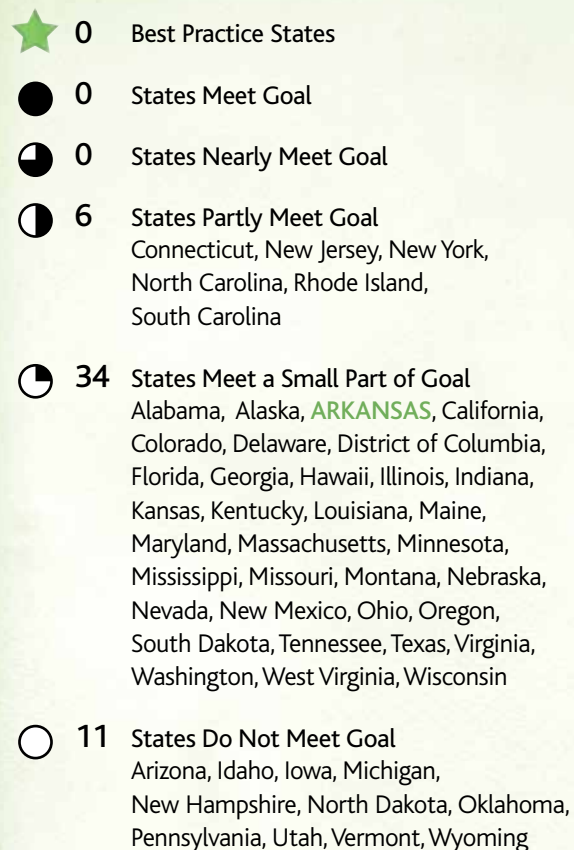 0 Best Practice States
0 States Meet Goal
0 States Nearly Meet Goal
6 States Partly Meet Goal
Connecticut, New Jersey, New York,
North Carolina, Rhode Island,
South Carolina
34 States Meet a Small Part of Goal
Alabama, Alaska, ARKANSAS, California,
Colorado, Delaware, District of Columbia,
Florida, Georgia, Hawaii, Illinois, Indiana,
Kansas, Kentucky, Louisiana, Maine,
Maryland, Massachusetts, Minnesota,
Mississippi, Missouri, Montana, Nebraska,
Nevada, New Mexico, Ohio, Oregon,
South Dakota, Tennessee, Texas, Virginia,
Washington, West Virginia, Wisconsin
11 States Do Not Meet Goal
Arizona, Idaho, Iowa, Michigan,
New Hampshire, North Dakota, Oklahoma,
Pennsylvania, Utah, Vermont, Wyoming